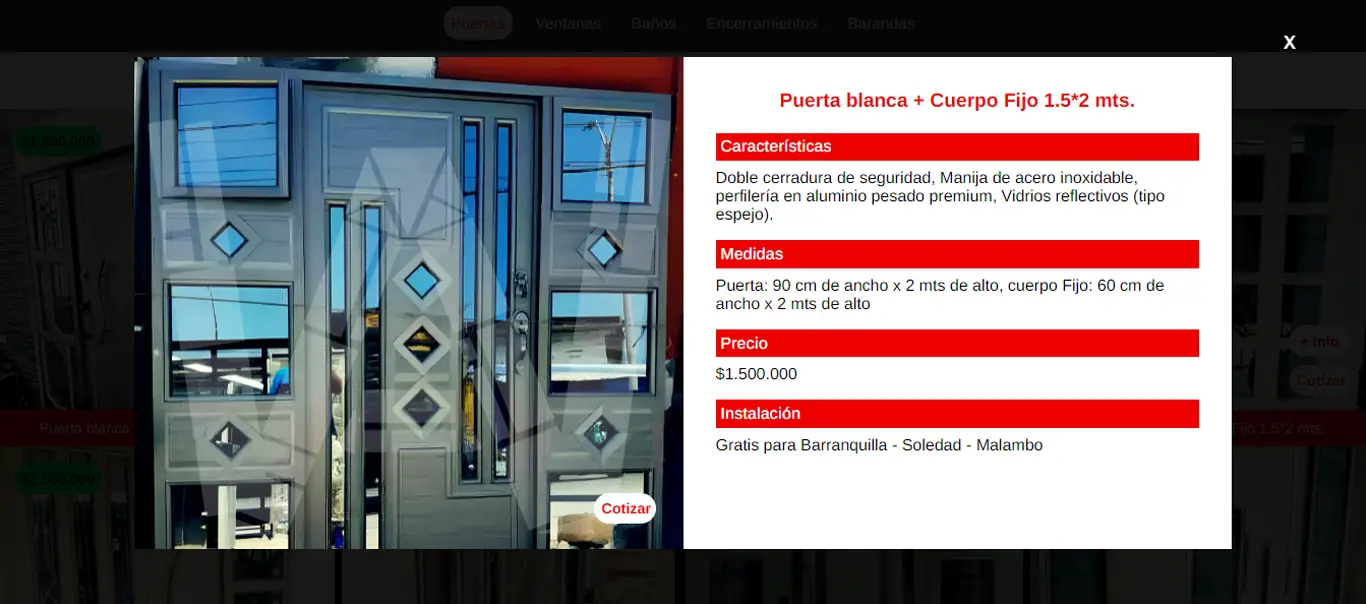 Puertas Ventanas Baños Encerramientos Barandas
X
$1.500.000
Puerta blanca + Cuerpo Fijo 1.5*2 mts.
Características
Doble cerradura de seguridad, Manija de acero inoxidable,
perfilería en aluminio pesado premium, Vidrios reflectivos (tipo
espejo).
Medidas
Puerta: 90 cm de ancho x 2 mts de alto, cuerpo Fijo: 60 cm de
ancho x 2 mts de alto
Precio
$1.500.000
Instalación
Gratis para Barranquilla - Soledad - Malambo
Cotizar
+ info
Cotizar
Puerta blanca
Fijo 1.5*2 mts.
$1.500.000